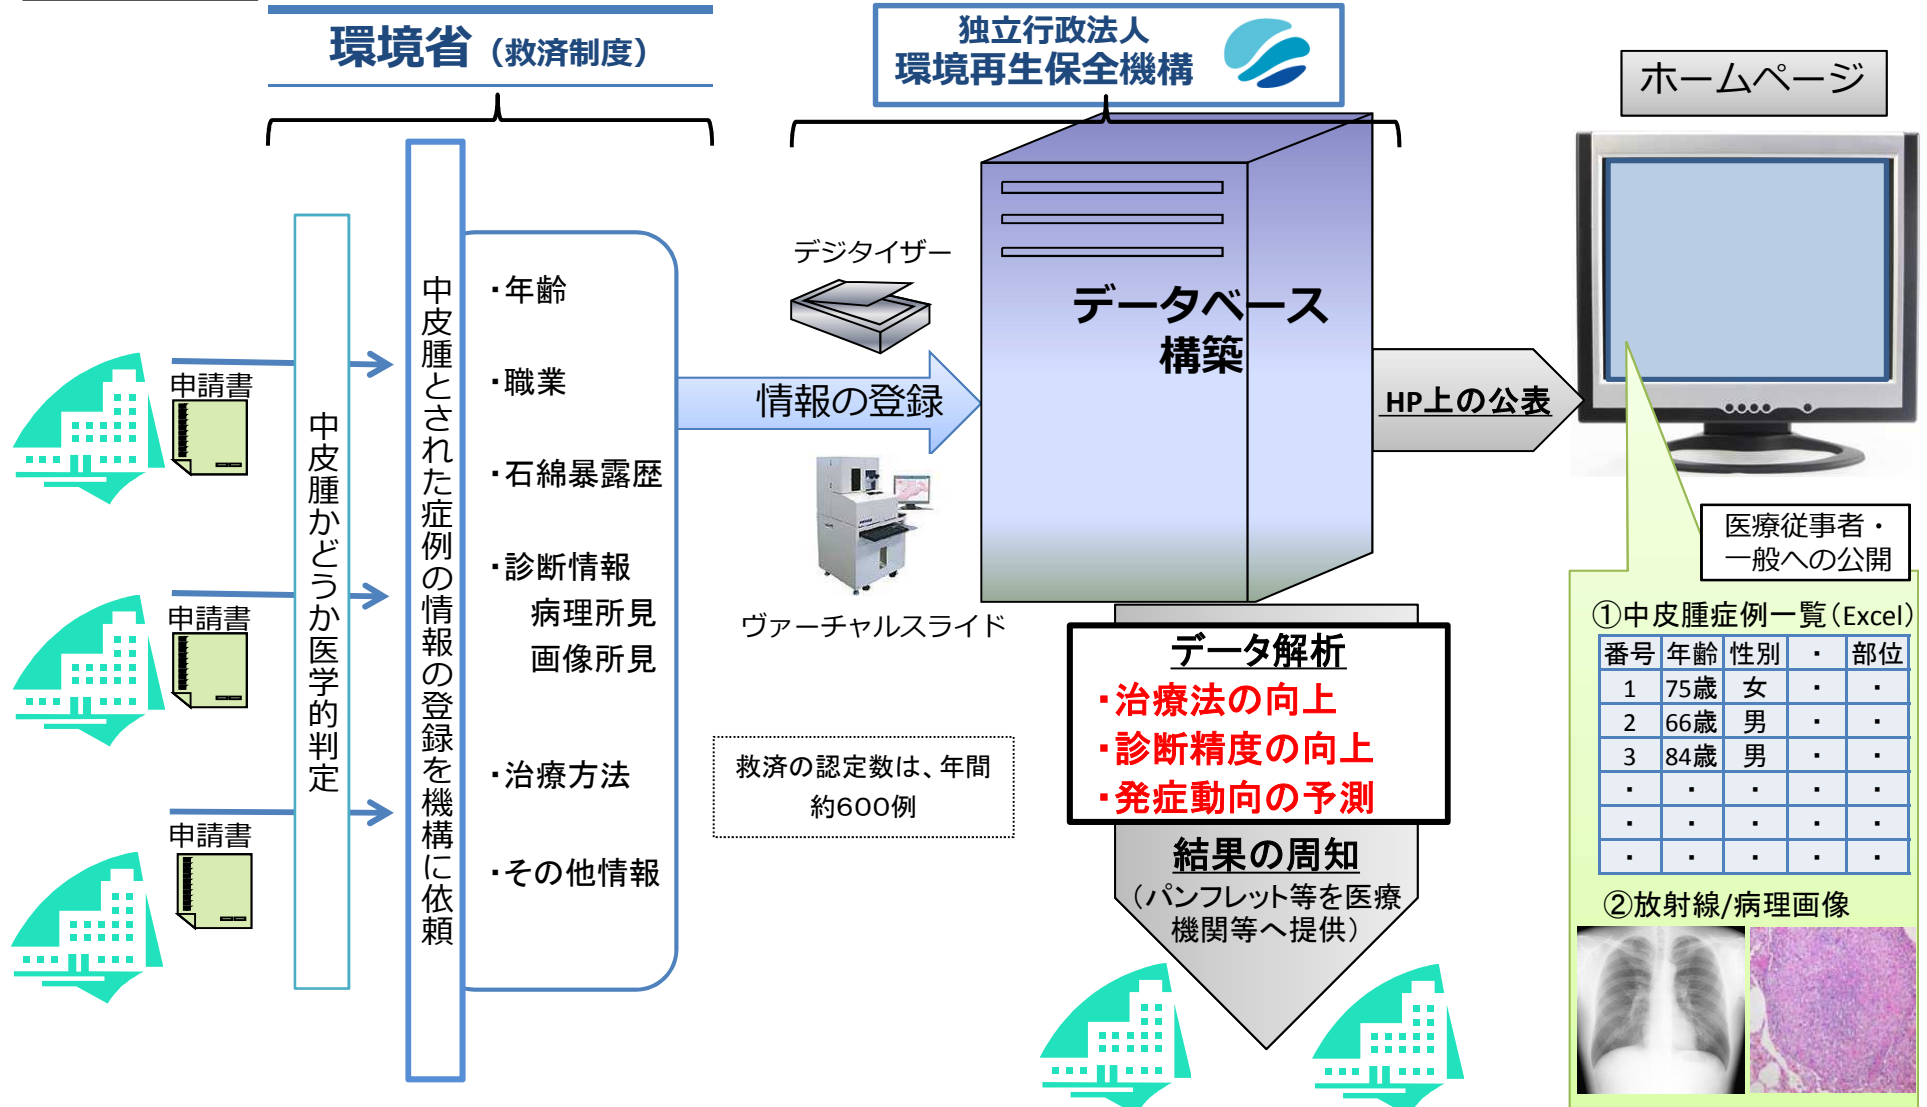 環境省（救済制度）
独立行政法人
環境再生保全機構
ホームページ
申請書
申請書
申請書
中皮腫かどうか医学的判定
中皮腫とされた症例の情報の登録を機構に依頼
・年齢
・職業
・石綿暴露歴
・診断情報
病理所見
画像所見
・治療方法
・その他情報
デジタイザー
情報の登録
ヴァーチャルスライド
救済の認定数は、年間
約600例
データベース
構築
HP上の公表
データ解析
・治療法の向上
・診断精度の向上
・発症動向の予測
結果の周知
（パンフレット等を医療
機関等へ提供）
医療従事者・
一般への公開
①中皮腫症例一覧（Excel）
番号 年齢 性別 ・ 部位
1 75歳 女 ・ ・
2 66歳 男 ・ ・
3 84歳 男 ・ ・
・ ・ ・ ・ ・
・ ・ ・ ・ ・
・ ・ ・ ・ ・
②放射線/病理画像